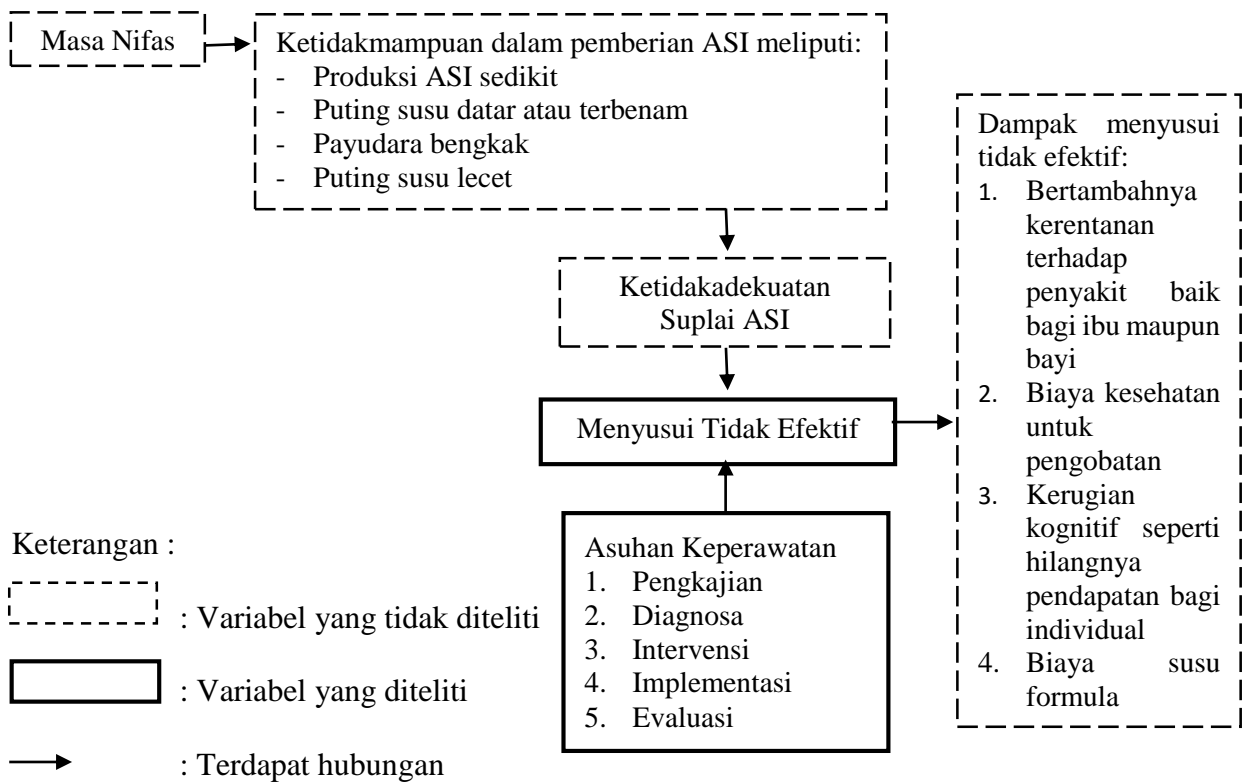 Masa Nifas
Ketidakmampuan dalam pemberian ASI meliputi:
- Produksi ASI sedikit
- Puting susu datar atau terbenam
- Payudara bengkak
- Puting susu lecet
Ketidakadekuatan
Suplai ASI
Menyusui Tidak Efektif
Dampak menyusui
tidak efektif:
1. Bertambahnya
kerentanan
terhadap
penyakit baik
bagi ibu maupun
bayi
2. Biaya kesehatan
untuk
pengobatan
3. Kerugian
kognitif seperti
hilangnya
pendapatan bagi
individual
4. Biaya susu
formula
Asuhan Keperawatan
1. Pengkajian
2. Diagnosa
3. Intervensi
4. Implementasi
5. Evaluasi
Keterangan :
: Variabel yang tidak diteliti
: Variabel yang diteliti
: Terdapat hubungan